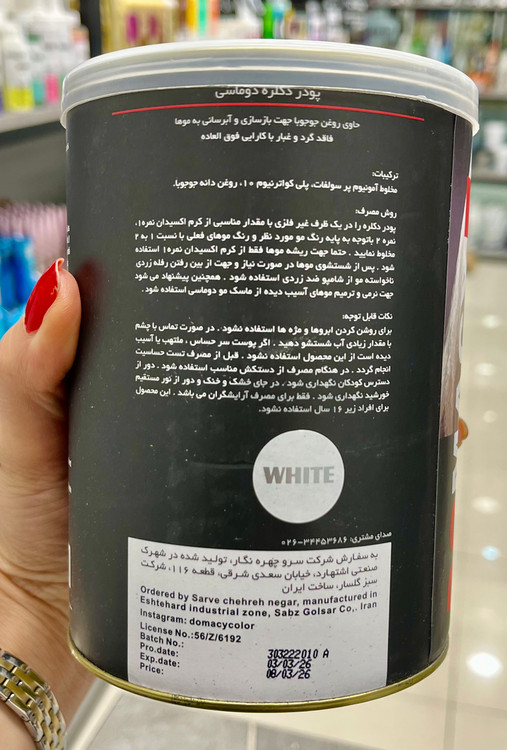 پودر دکلره دوماسی
حاوی روغن جوجوبا جهت بازسازی و آبرسانی به موها
فاقد گرد و غبار با کارایی فوق العاده
ترکیبات:
مخلوط آمونیوم پر سولفات، پلی کواترنیوم ۱۰، روغن دانه جوجوبا.
روش مصرف:
پودر دکلره را در یک ظرف غیر فلزی با مقدار مناسبی از کرم اکسیدان نمره۱،
نمره ۲ باتوجه به پایه رنگ مو مورد نظر و رنگ موهای فعلی با نسبت ۱ به ۲
مخلوط نمایید . حتما جهت ریشه موها فقط از کرم اکسیدان نمره۱ استفاده
شود . پس از شستشوی موها در صورت نیاز و جهت از بین رفتن رفله زردی
ناخواسته مو از شامپو ضد زردی استفاده شود . همچنین پیشنهاد می شود
جهت نرمی و ترمیم موهای آسیب دیده از ماسک مو دوماسی استفاده شود .
نکات قابل توجه:
برای روشن کردن ابروها و مژه ها استفاده نشود . در صورت تماس با چشم
با مقدار زیادی آب شستشو دهید . اگر پوست سر حساس ، ملتهب یا آسیب
دیده است از این محصول استفاده نشود . قبل از مصرف تست حساسیت
انجام گردد . در هنگام مصرف از دستکش مناسب استفاده شود . دور از
دسترس کودکان نگهداری شود . در جای خشک و خنک و دور از نور مستقیم
خورشید نگهداری شود . فقط برای مصرف آرایشگران می باشد . این محصول
برای افراد زیر ۱۶ سال استفاده نشود.
WHITE
صدای مشتری: ۳۴۴۵۳۶۸۶-۰۲۶
به سفارش شرکت سرو چهره نگار، تولید شده در شهرک
صنعتی اشتهارد، خیابان سعدی شرقی، قطعه ۱۱۶، شرکت
سبز گلسار، ساخت ایران
Ordered by Sarve chehreh negar, manufactured in
Eshtehard industrial zone, Sabz Golsar Co,. Iran
Instagram: domacycolor
License No.:56/Z/6192
Batch No.: 303222010 A
Pro.date: 03/03/26
Exp.date: 08/03/26
Price: